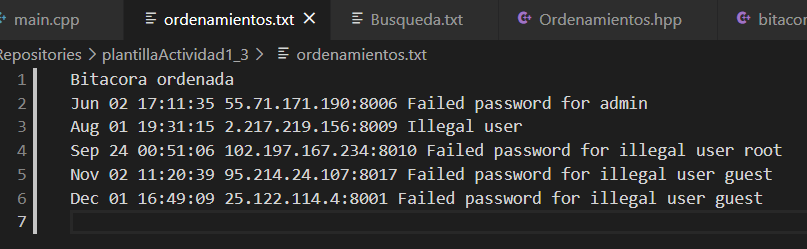 main.cpp ordenamientos.txt Busqueda.txt Ordenamientos.hpp bitacor
Repositories > plantillaActividad1_3 > ordenamientos.txt
1 Bitacora ordenada
2 Jun 02 17:11:35 55.71.171.190:8006 Failed password for admin
3 Aug 01 19:31:15 2.217.219.156:8009 Illegal user
4 Sep 24 00:51:06 102.197.167.234:8010 Failed password for illegal user root
5 Nov 02 11:20:39 95.214.24.107:8017 Failed password for illegal user guest
6 Dec 01 16:49:09 25.122.114.4:8001 Failed password for illegal user guest
7